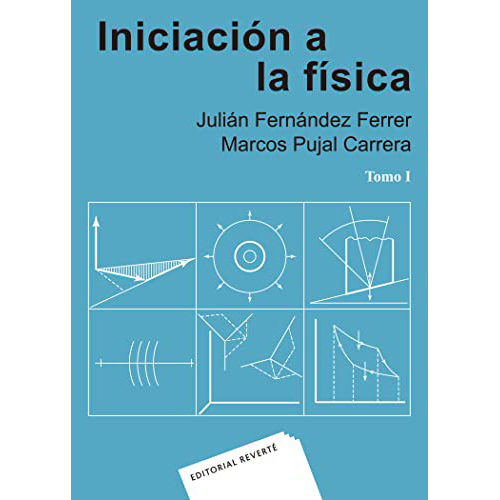 Iniciación a
la física
Julián Fernández Ferrer
Marcos Pujal Carrera
Tomo I
EDITORIAL REVERTÉ